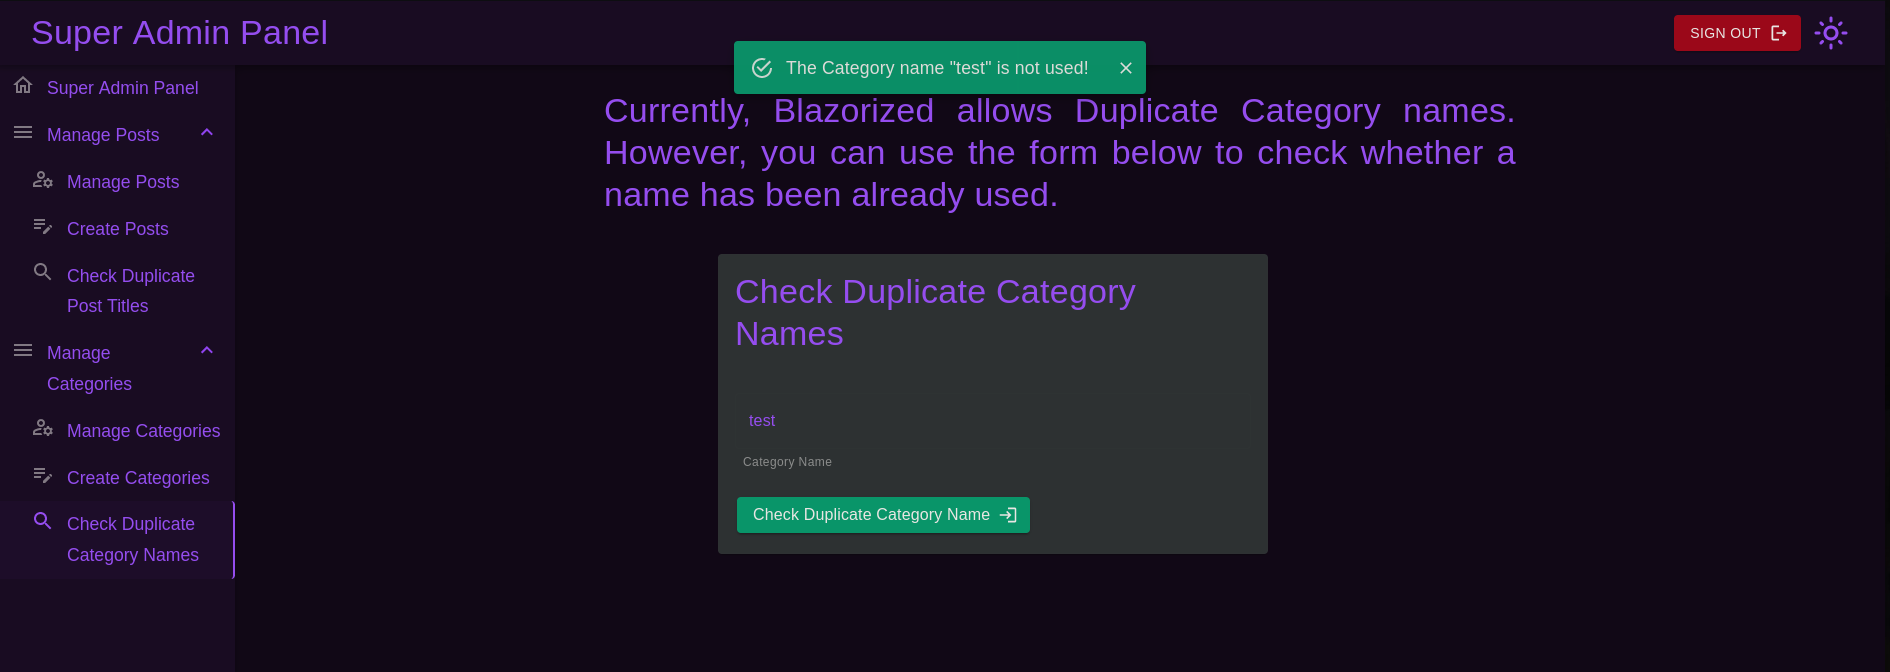 Super Admin Panel
SIGN OUT
The Category name "test" is not used!
Super Admin Panel
Manage Posts
Manage Posts
Create Posts
Check Duplicate
Post Titles
Manage
Categories
Manage Categories
Create Categories
Check Duplicate
Category Names
Currently, Blazorized allows Duplicate Category names.
However, you can use the form below to check whether a
name has been already used.
Check Duplicate Category
Names
test
Category Name
Check Duplicate Category Name